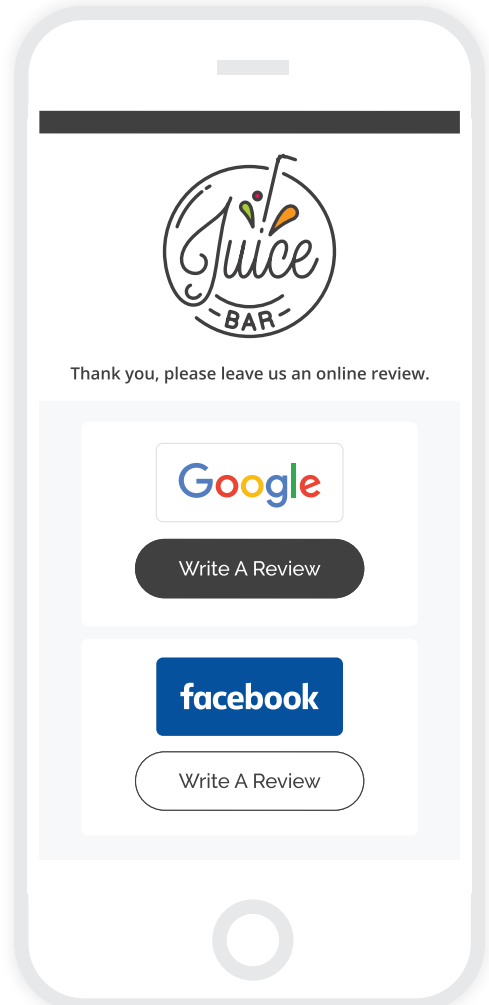 Juice
BAR
Thank you, please leave us an online review.
Google
Write A Review
facebook
Write A Review